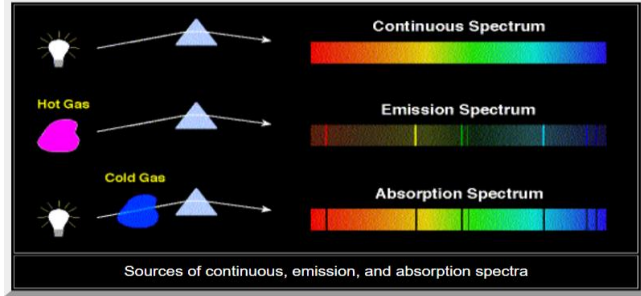 Continuous Spectrum
Hot Gas
Emission Spectrum
Cold Gas
Absorption Spectrum
Sources of continuous, emission, and absorption spectra